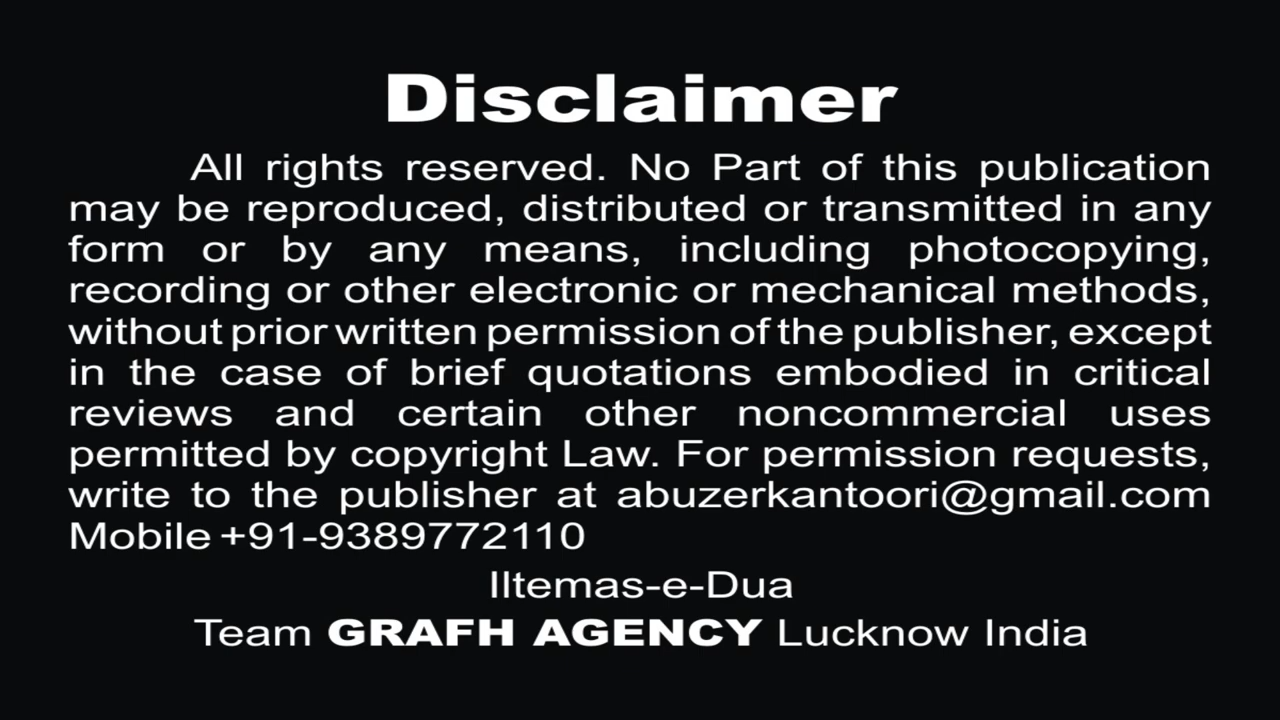 Disclaimer
All rights reserved. No Part of this publication
may be reproduced, distributed or transmitted in any
form or by any means, including photocopying,
recording or other electronic or mechanical methods,
without prior written permission of the publisher, except
in the case of brief quotations embodied in critical
reviews and certain other noncommercial uses
permitted by copyright Law. For permission requests,
write to the publisher at abuzerkantoori@gmail.com
Mobile +91-9389772110
IItemas-e-Dua
Team GRAFH AGENCY Lucknow India